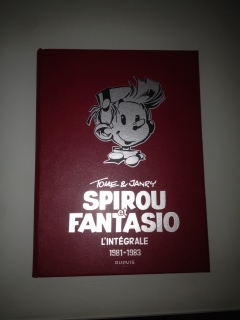 TOME & JANRY
SPIROU
et
FANTASIO
L'INTÉGRALE
1981-1983
DUPUIS